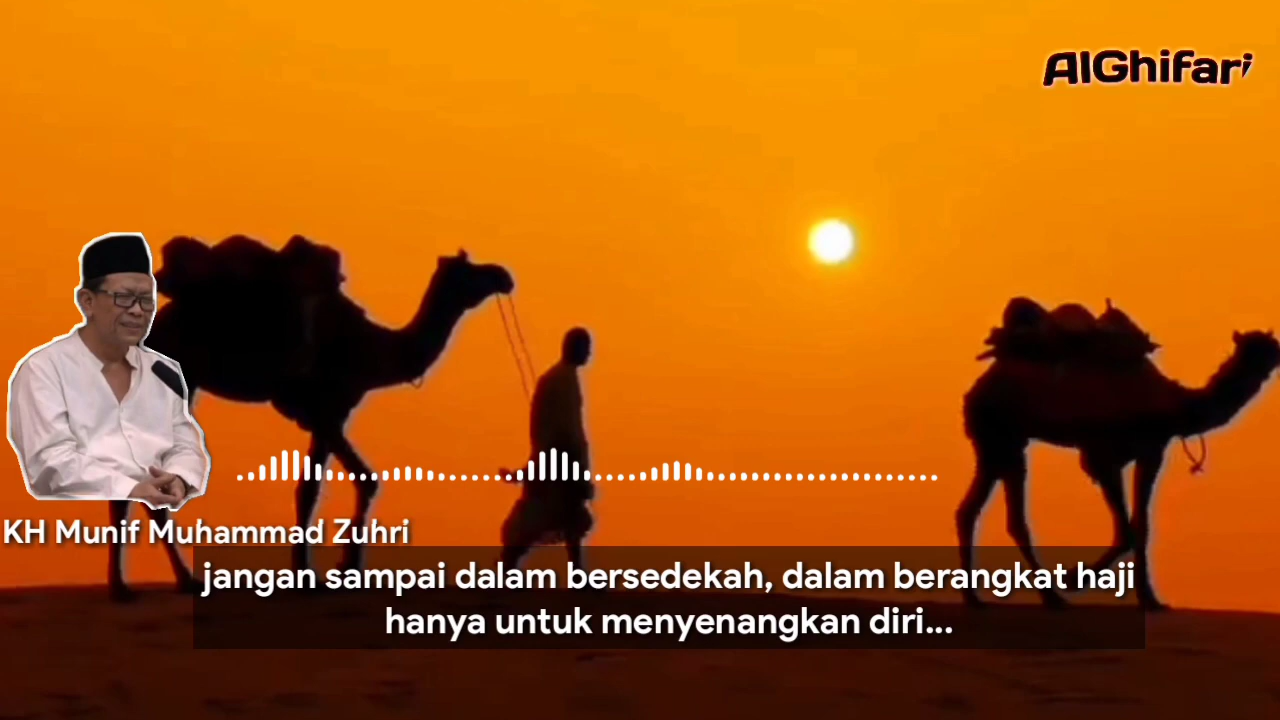 AlGhifari
KH Munif Muhammad Zuhri
jangan sampai dalam bersedekah, dalam berangkat haji
hanya untuk menyenangkan diri...